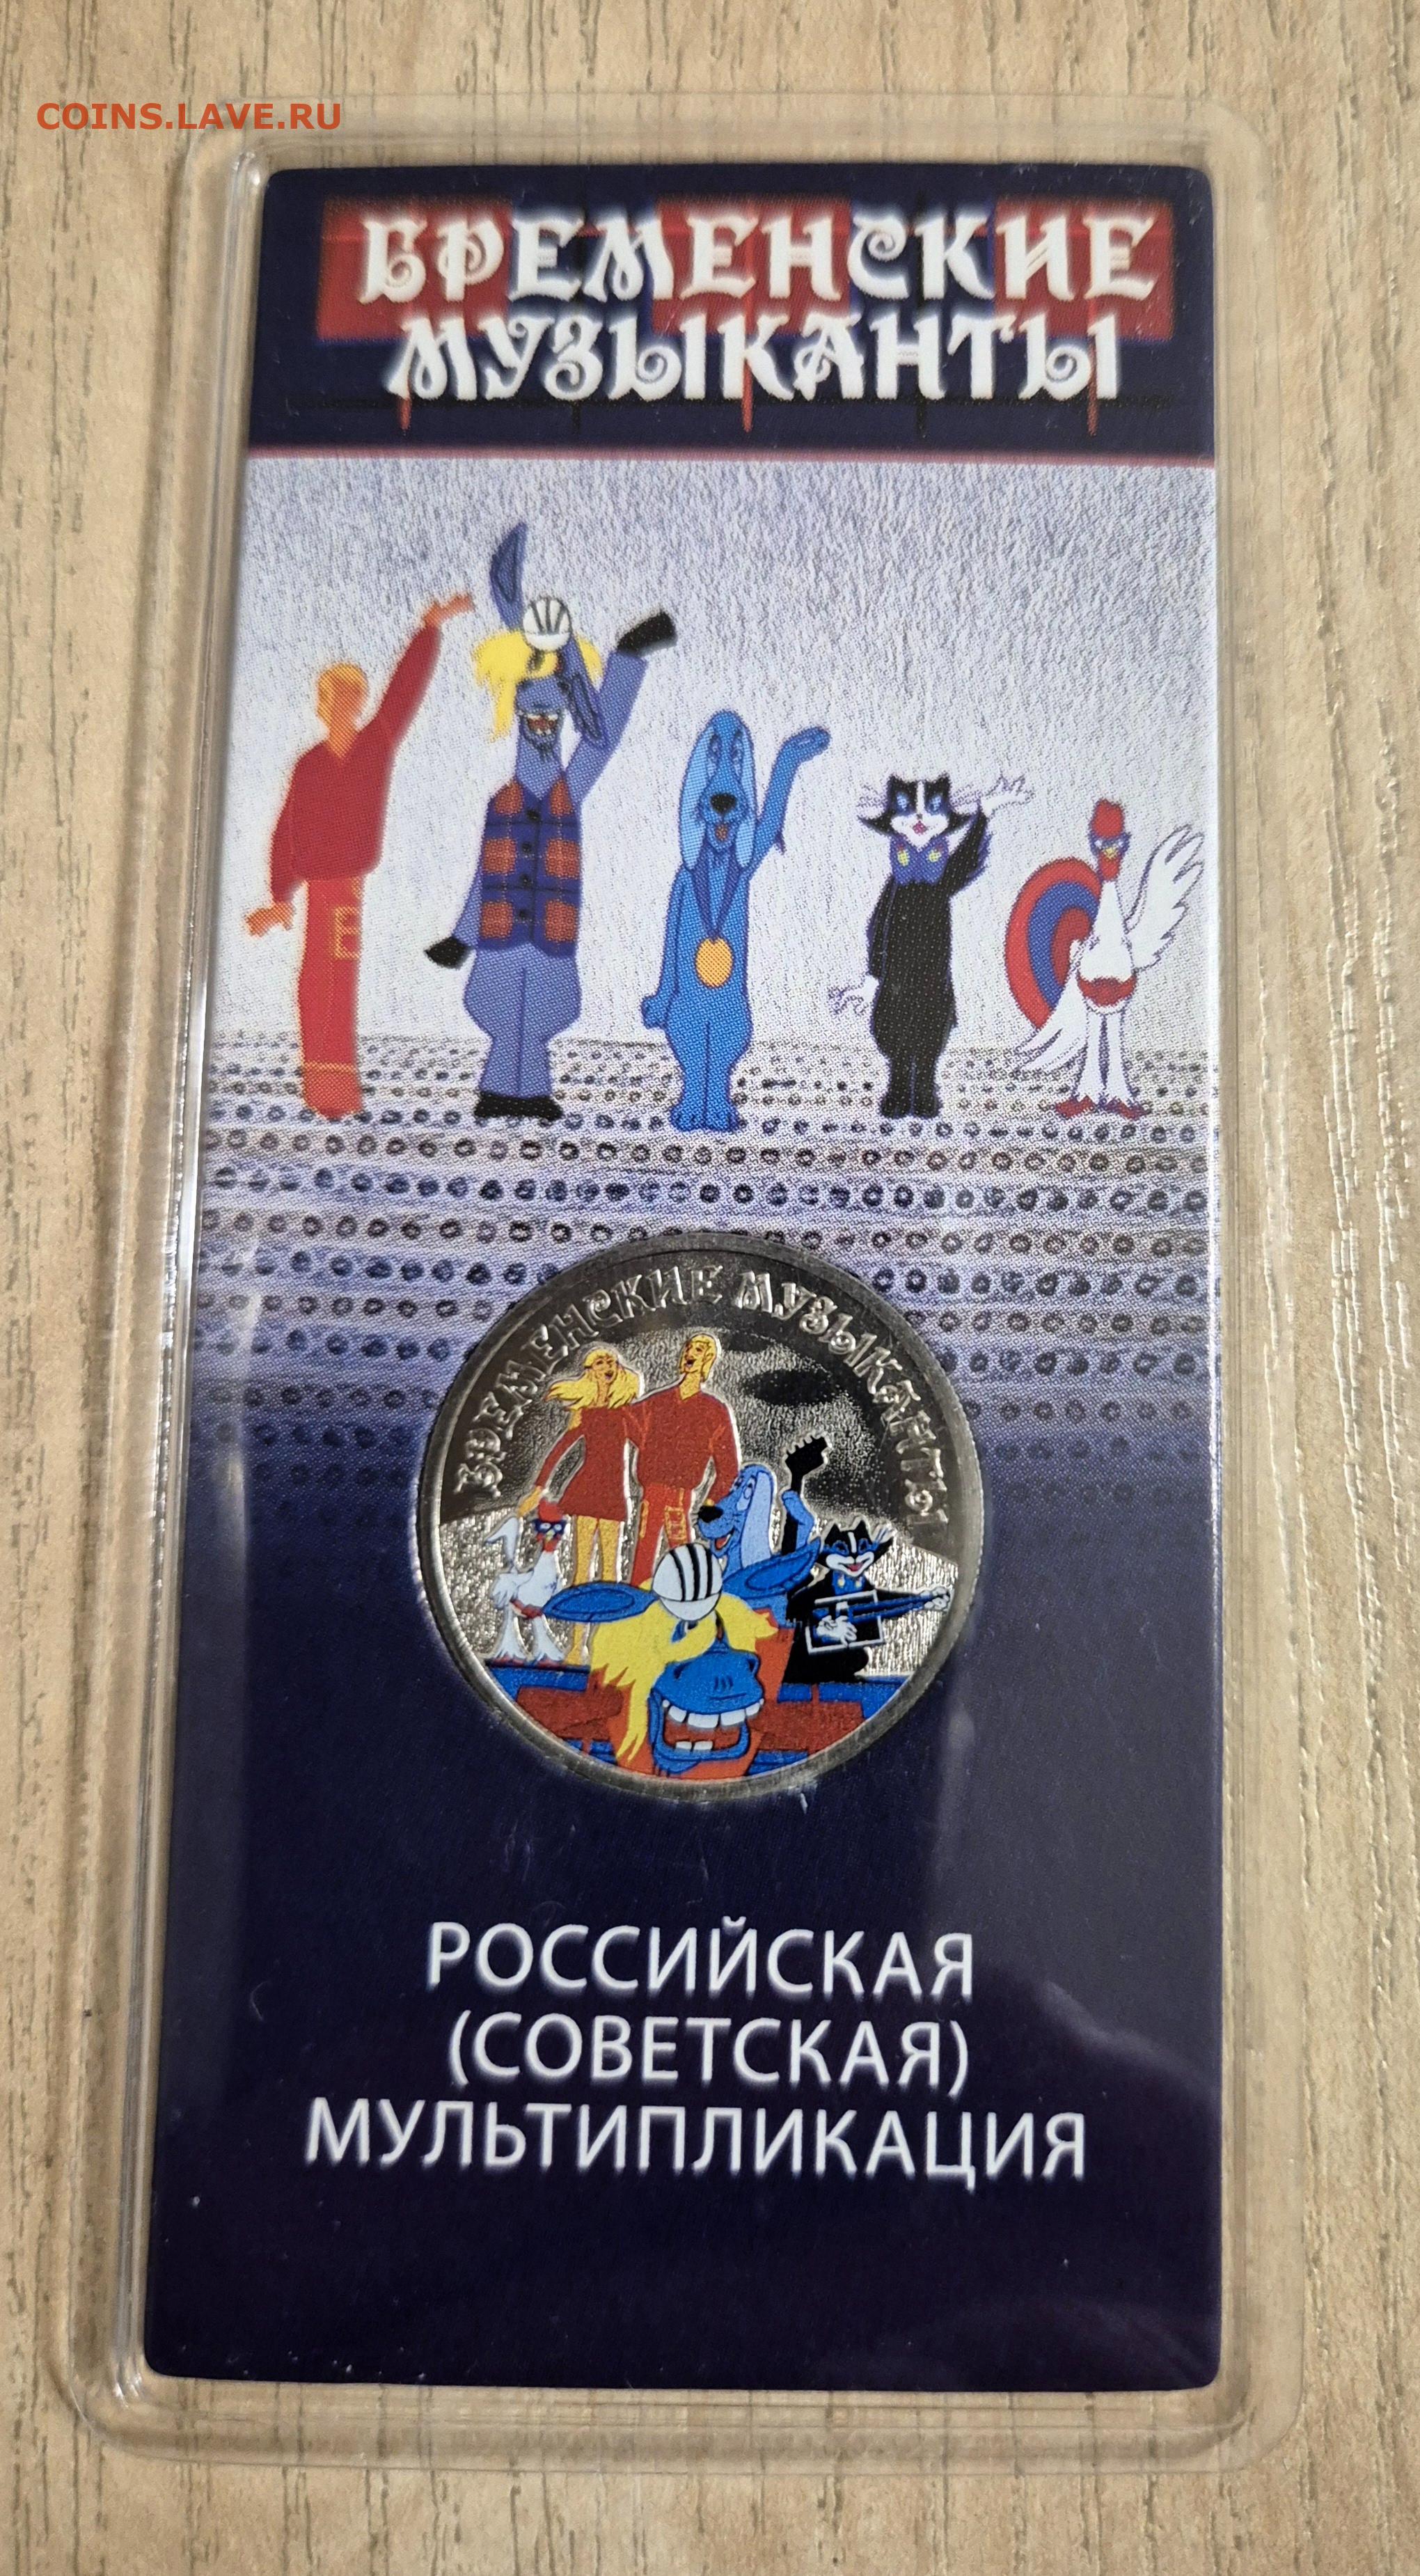 COINS.LAVE.RU
БРЕМЕНСКИЕ
МУЗЫКАНТЫ
БРЕМЕНСКИЕ МУЗЫКАНТЫ
РОССИЙСКАЯ
(СОВЕТСКАЯ)
МУЛЬТИПЛИКАЦИЯ